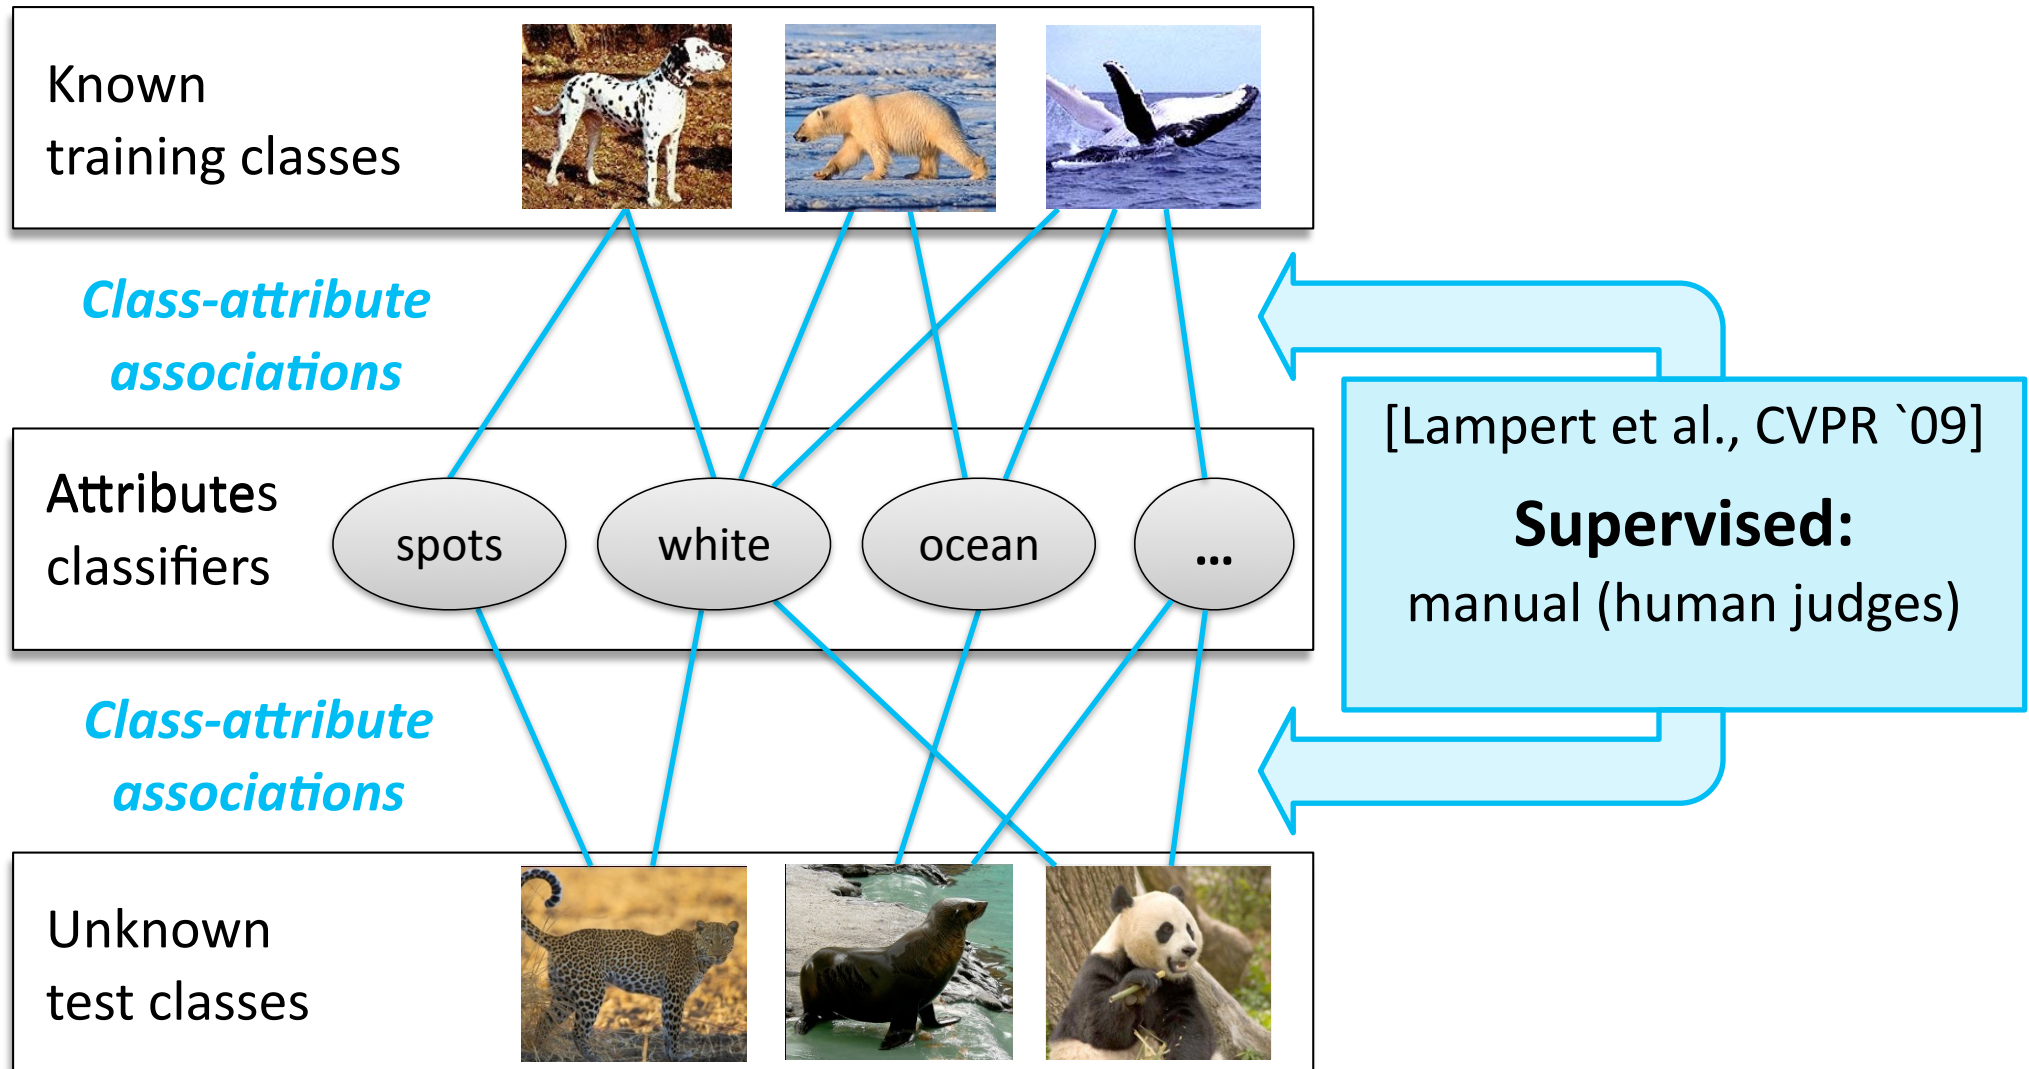 Known
training classes
Class-attribute
associations
Attributes
classifiers
spots
white
ocean
...
[Lampert et al., CVPR `09]
Supervised:
manual (human judges)
Class-attribute
associations
Unknown
test classes